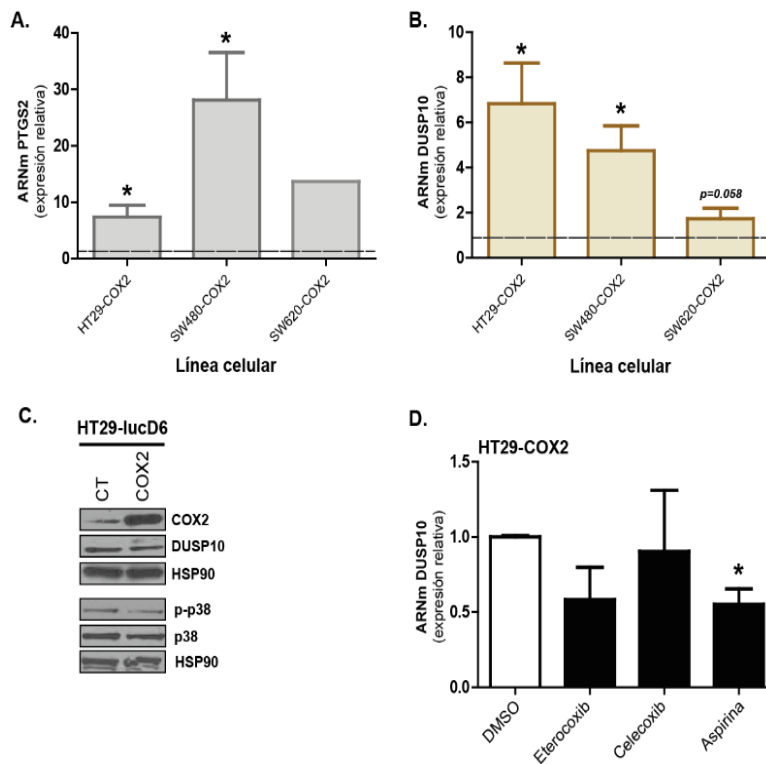 A.
ARNm PTGS2
(expresión relativa)
40
30
20
10
0
*
*
HT29-COX2
SW480-COX2
SW620-COX2
Línea celular
B.
ARNm DUSP10
(expresión relativa)
10
8
6
4
2
0
*
*
p=0.058
HT29-COX2
SW480-COX2
SW620-COX2
Línea celular
C.
HT29-lucD6
CT
COX2
COX2
DUSP10
HSP90
p-p38
p38
HSP90
D.
HT29-COX2
ARNm DUSP10
(expresión relativa)
1.5
1.0
0.5
0.0
*
DMSO
Eterocoxib
Celecoxib
Aspirina